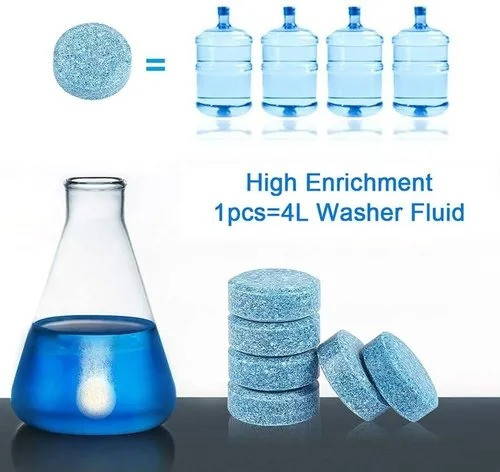 =
High Enrichment
1pcs=4L Washer Fluid